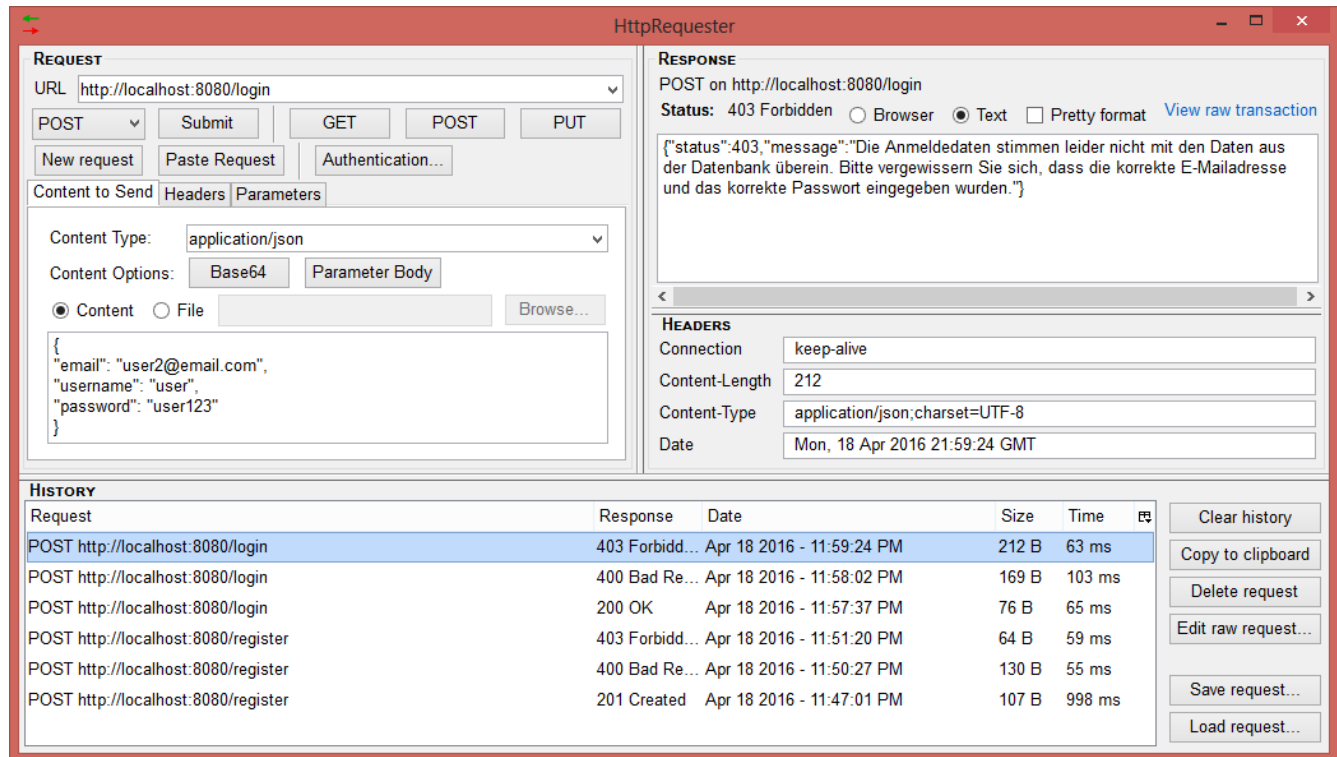 HttpRequester
REQUEST
URL http://localhost:8080/login
POST Submit GET POST PUT
New request Paste Request Authentication...
Content to Send Headers Parameters
Content Type: application/json
Content Options: Base64 Parameter Body
Content File Browse...
{
"email": "user2@email.com",
"username": "user",
"password": "user123"
}
RESPONSE
POST on http://localhost:8080/login
Status: 403 Forbidden Browser Text Pretty format View raw transaction
{"status":403,"message":"Die Anmeldedaten stimmen leider nicht mit den Daten aus
der Datenbank überein. Bitte vergewissern Sie sich, dass die korrekte E-Mailadresse
und das korrekte Passwort eingegeben wurden."}
HEADERS
Connection keep-alive
Content-Length 212
Content-Type application/json;charset=UTF-8
Date Mon, 18 Apr 2016 21:59:24 GMT
HISTORY
Request Response Date Size Time
POST http://localhost:8080/login 403 Forbidd... Apr 18 2016 - 11:59:24 PM 212 B 63 ms
POST http://localhost:8080/login 400 Bad Re... Apr 18 2016 - 11:58:02 PM 169 B 103 ms
POST http://localhost:8080/login 200 OK Apr 18 2016 - 11:57:37 PM 76 B 65 ms
POST http://localhost:8080/register 403 Forbidd... Apr 18 2016 - 11:51:20 PM 64 B 59 ms
POST http://localhost:8080/register 400 Bad Re... Apr 18 2016 - 11:50:27 PM 130 B 55 ms
POST http://localhost:8080/register 201 Created Apr 18 2016 - 11:47:01 PM 107 B 998 ms
Clear history
Copy to clipboard
Delete request
Edit raw request...
Save request...
Load request...